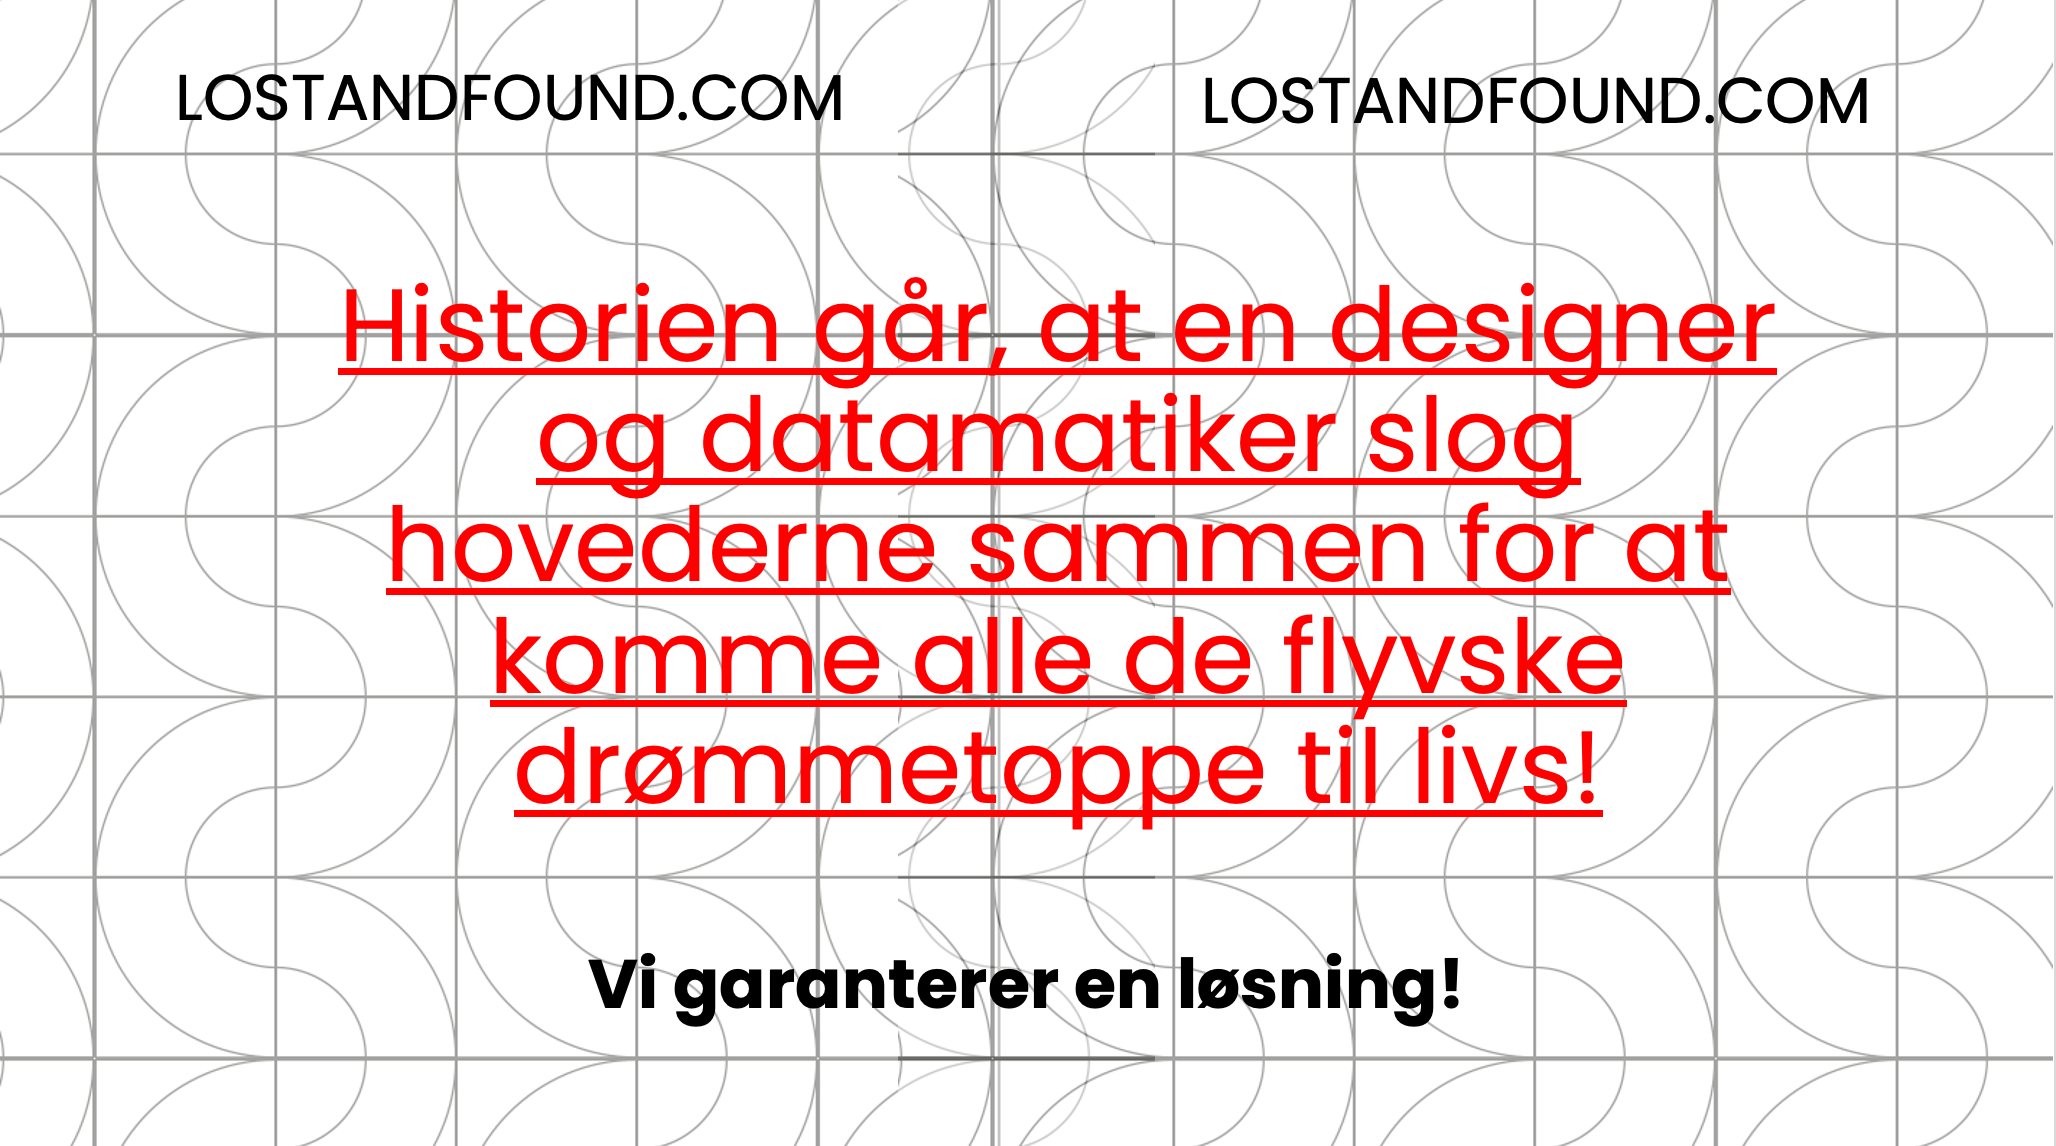 LOSTANDFOUND.COM
LOSTANDFOUND.COM
Historien går, at en designer
og datamatiker slog
hovederne sammen for at
komme alle de flyvske
drømmetoppe til livs!
Vi garanterer en løsning!